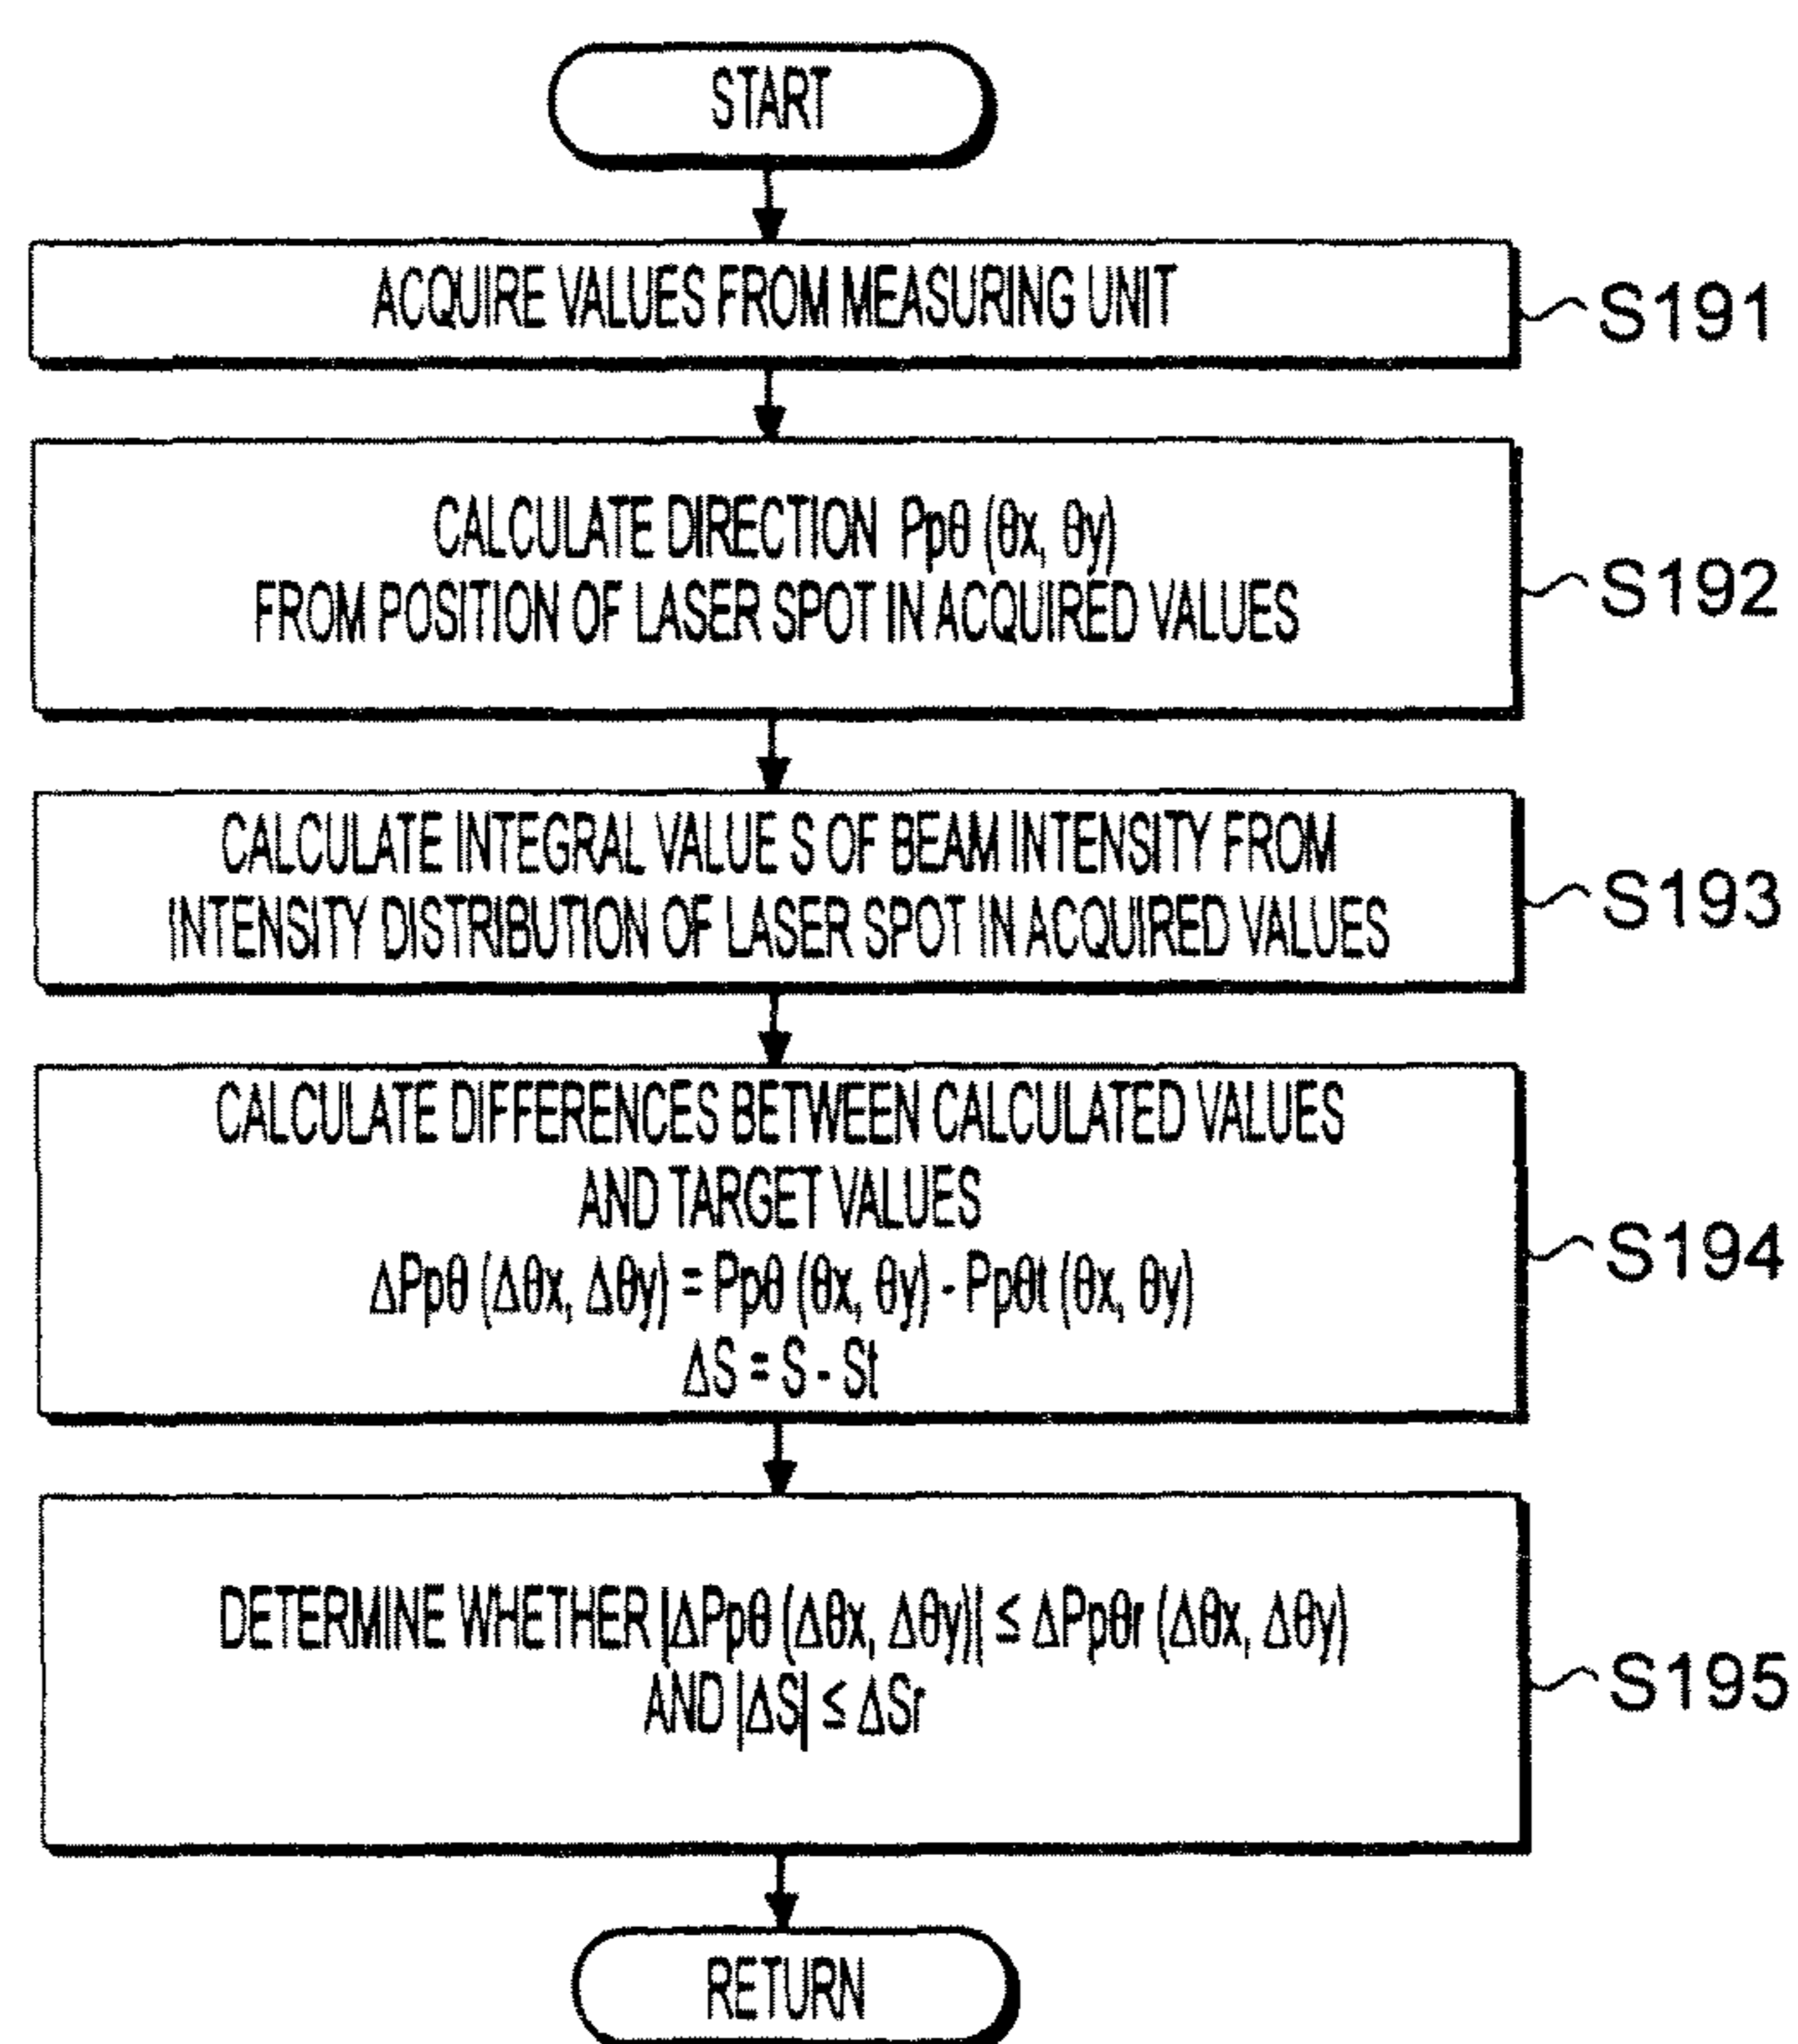 START
ACQUIRE VALUES FROM MEASURING UNIT
S191
CALCULATE DIRECTION Ppθ (θx, θy)
FROM POSITION OF LASER SPOT IN ACQUIRED VALUES
S192
CALCULATE INTEGRAL VALUE S OF BEAM INTENSITY FROM
INTENSITY DISTRIBUTION OF LASER SPOT IN ACQUIRED VALUES
S193
CALCULATE DIFFERENCES BETWEEN CALCULATED VALUES
AND TARGET VALUES
ΔPpθ (Δθx, Δθy) = Ppθ (θx, θy) - Ppθt (θx, θy)
ΔS = S - St
S194
DETERMINE WHETHER |ΔPpθ (Δθx, Δθy)| ≤ ΔPpθr (Δθx, Δθy)
AND |ΔS| ≤ ΔSr
S195
RETURN